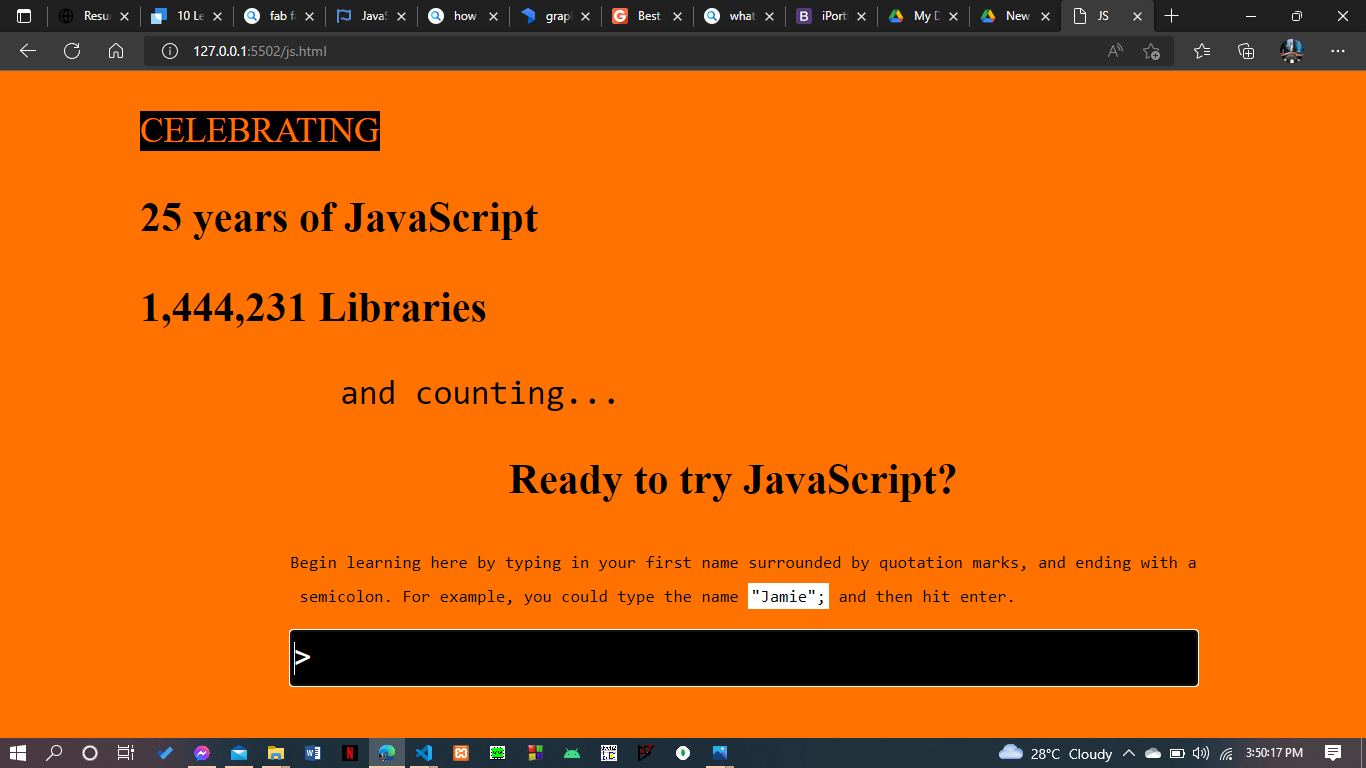 Resu
10 Le
fab fa
JavaS
how
grap
Best
what
iPort
My D
New
JS
127.0.0.1:5502/js.html
CELEBRATING
25 years of JavaScript
1,444,231 Libraries
and counting...
Ready to try JavaScript?
Begin learning here by typing in your first name surrounded by quotation marks, and ending with a
semicolon. For example, you could type the name "Jamie"; and then hit enter.
>
28°C Cloudy
3:50:17 PM